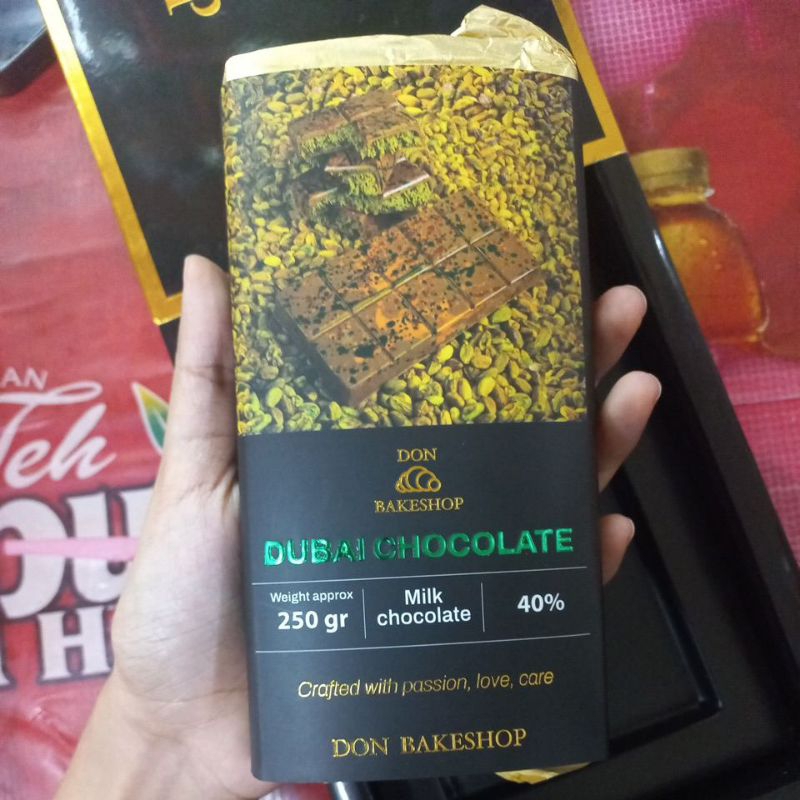 DON
BAKESHOP
DUBAI CHOCOLATE
Weight approx
250 gr
Milk
chocolate
40%
Crafted with passion, love, care
DON BAKESHOP
AN
Teh